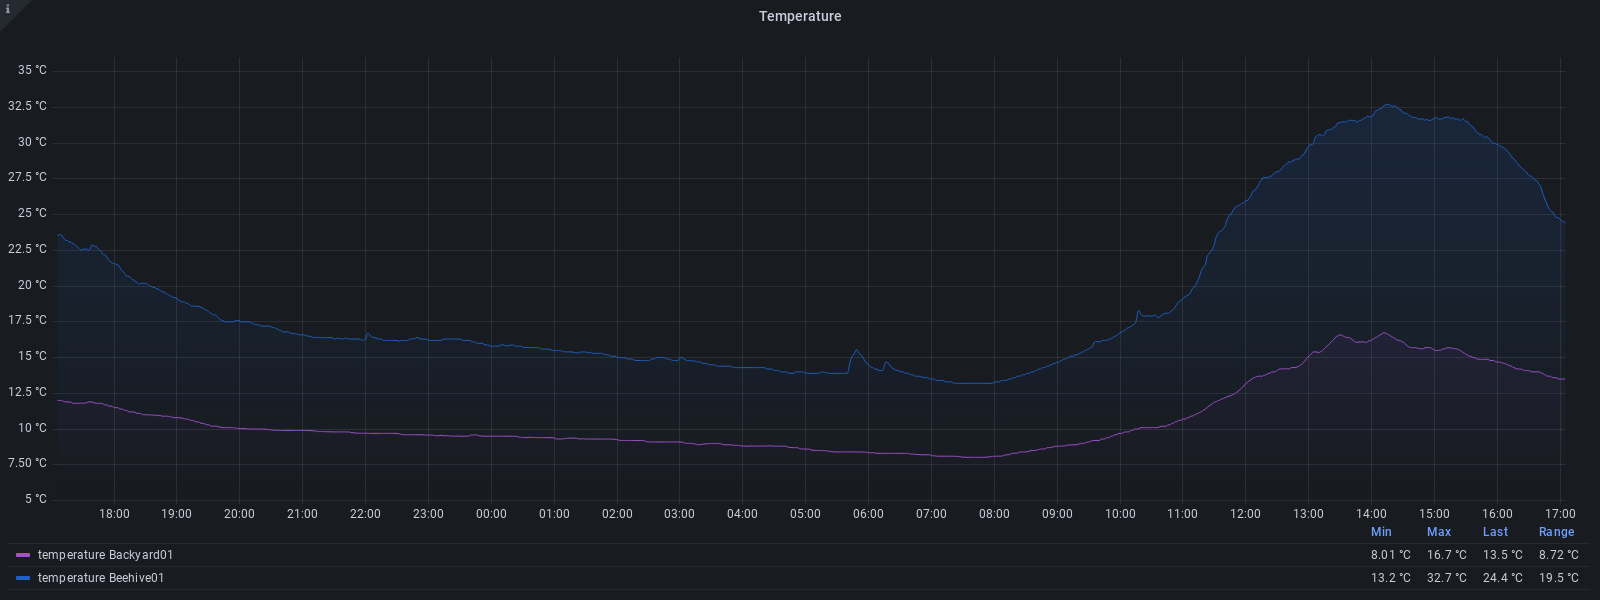 i
Temperature
35 °C
32.5 °C
30 °C
27.5 °C
25 °C
22.5 °C
20 °C
17.5 °C
15 °C
12.5 °C
10 °C
7.50 °C
5 °C
18:00 19:00 20:00 21:00 22:00 23:00 00:00 01:00 02:00 03:00 04:00 05:00 06:00 07:00 08:00 09:00 10:00 11:00 12:00 13:00 14:00 15:00 16:00 17:00
Min Max Last Range
temperature Backyard01 8.01 °C 16.7 °C 13.5 °C 8.72 °C
temperature Beehive01 13.2 °C 32.7 °C 24.4 °C 19.5 °C